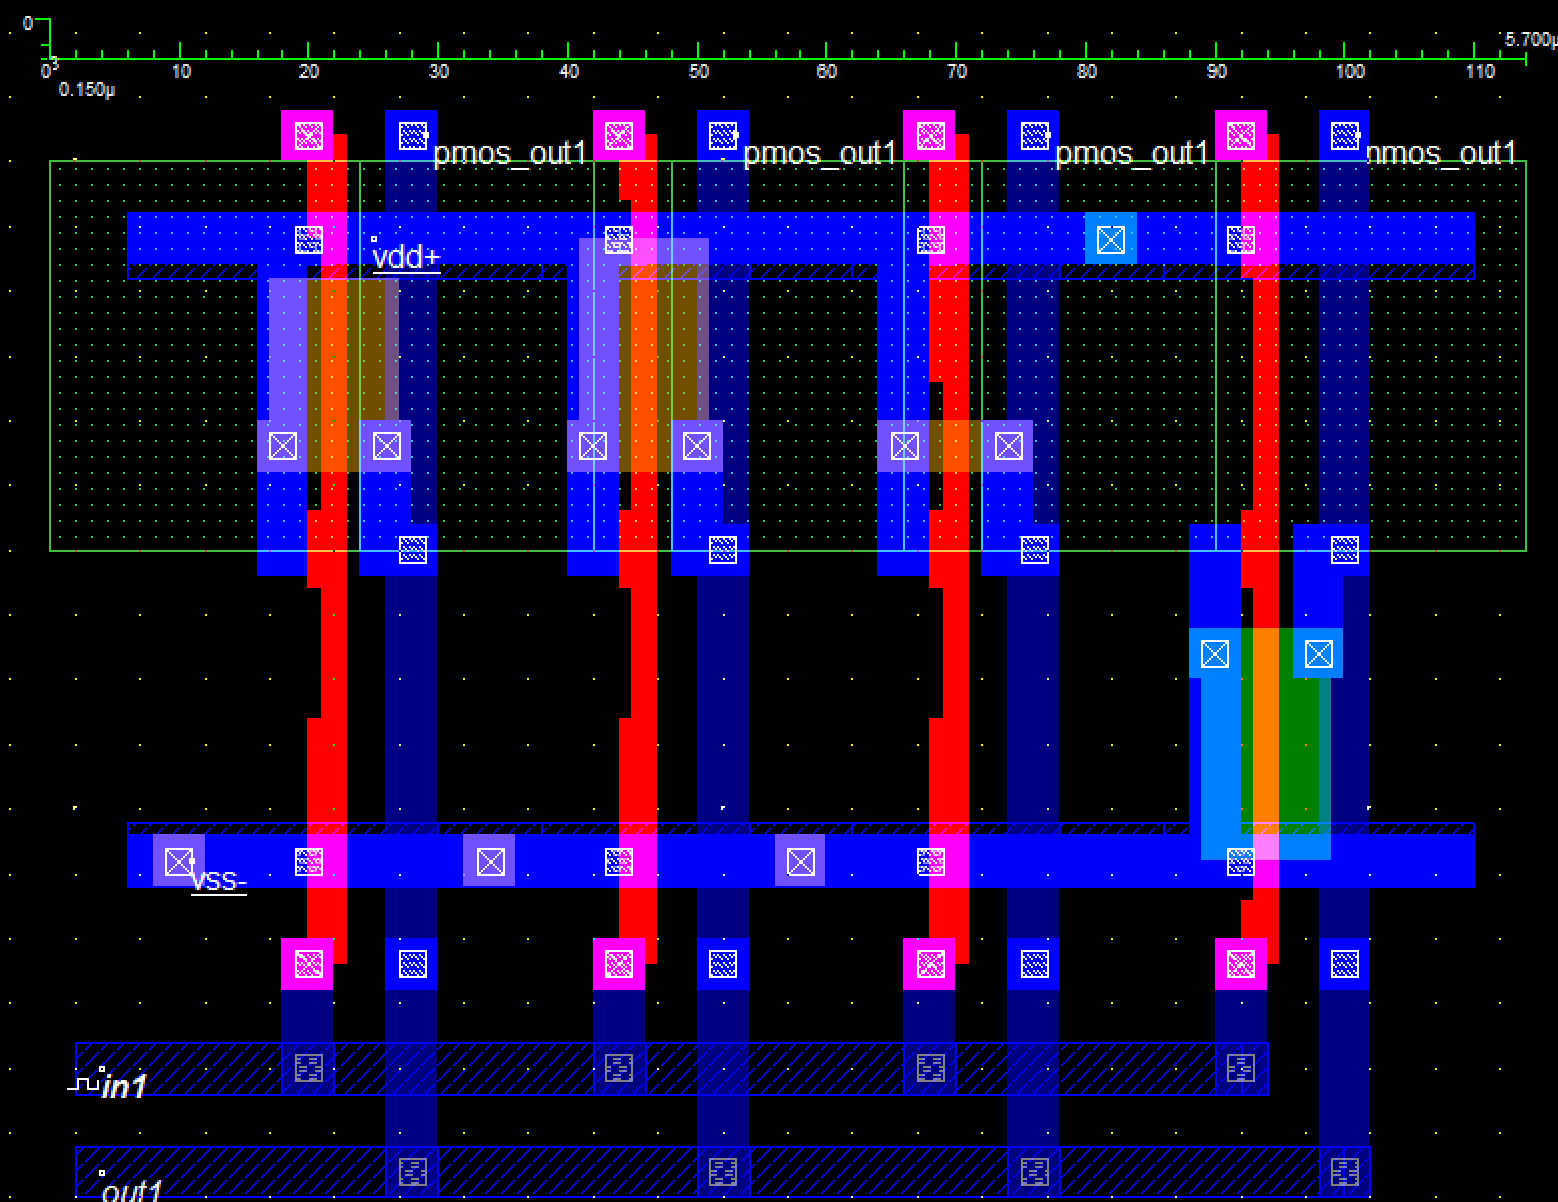 0
5.700µ
0 10 20 30 40 50 60 70 80 90 100 110
3
0.150µ
pmos_out1 pmos_out1 pmos_out1 nmos_out1
vdd+
vss-
in1
out1